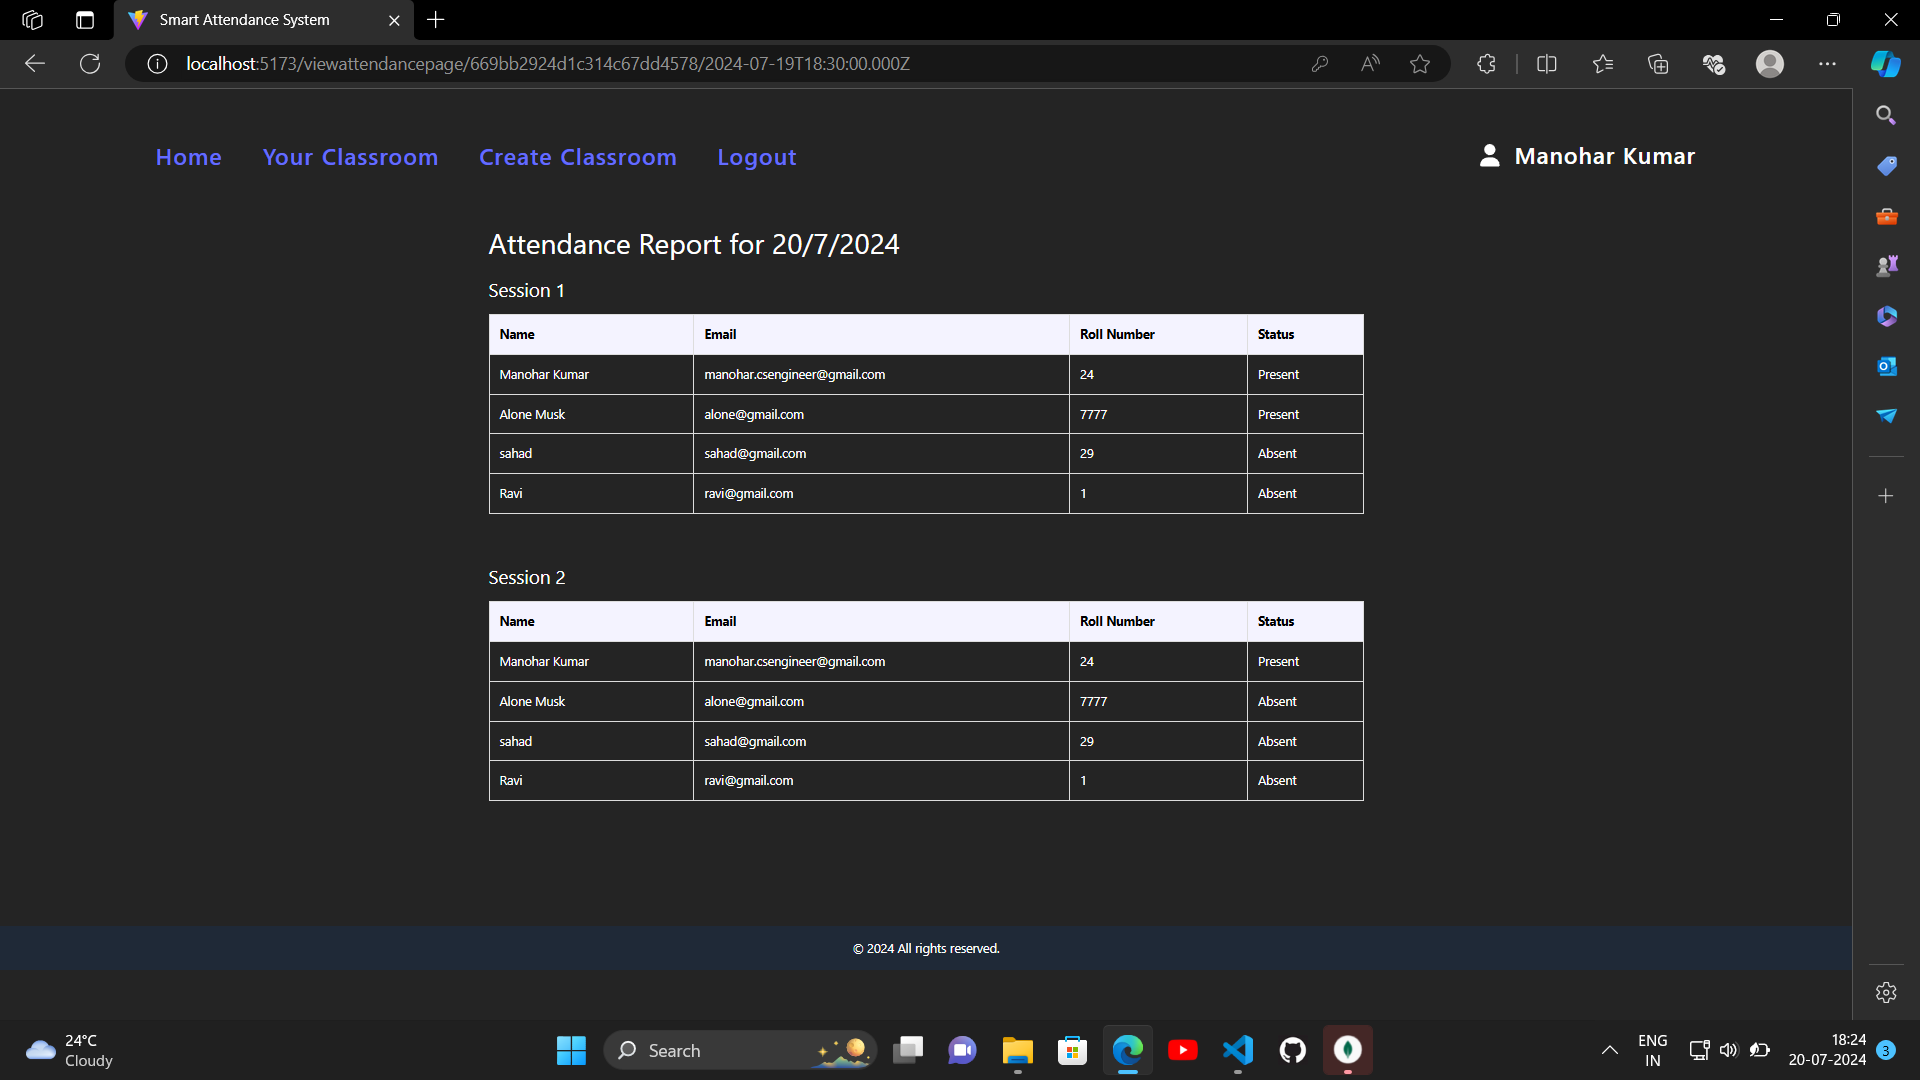 Smart Attendance System
localhost:5173/viewattendancepage/669bb2924d1c314c67dd4578/2024-07-19T18:30:00.000Z
Home Your Classroom Create Classroom Logout Manohar Kumar
Attendance Report for 20/7/2024
Session 1
Name Email Roll Number Status
Manohar Kumar manohar.csengineer@gmail.com 24 Present
Alone Musk alone@gmail.com 7777 Present
sahad sahad@gmail.com 29 Absent
Ravi ravi@gmail.com 1 Absent
Session 2
Name Email Roll Number Status
Manohar Kumar manohar.csengineer@gmail.com 24 Present
Alone Musk alone@gmail.com 7777 Absent
sahad sahad@gmail.com 29 Absent
Ravi ravi@gmail.com 1 Absent
© 2024 All rights reserved.
24°C
Cloudy
Search
ENG
IN
18:24
20-07-2024
3